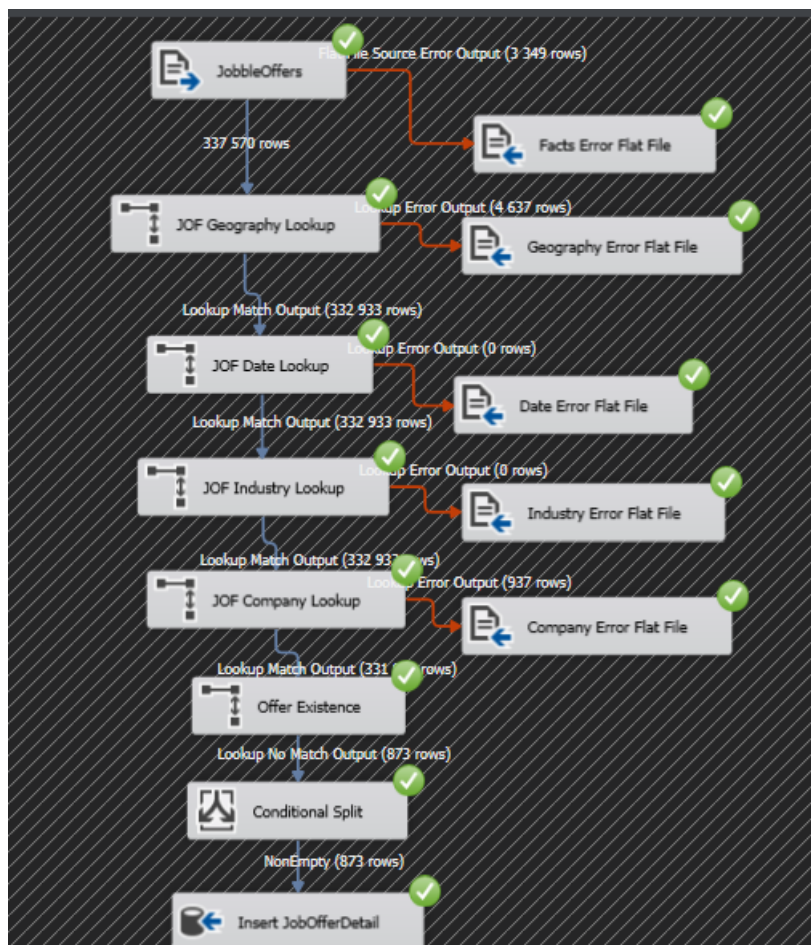 Flat File Source Error Output (3 349 rows)
JobbleOffers
337 570 rows
Facts Error Flat File
Lookup Error Output (4 637 rows)
JOF Geography Lookup
Geography Error Flat File
Lookup Match Output (332 933 rows)
Lookup Error Output (0 rows)
JOF Date Lookup
Date Error Flat File
Lookup Match Output (332 933 rows)
Lookup Error Output (0 rows)
JOF Industry Lookup
Industry Error Flat File
Lookup Match Output (332 933 rows)
Lookup Error Output (937 rows)
JOF Company Lookup
Company Error Flat File
Lookup Match Output (331 rows)
Offer Existence
Lookup No Match Output (873 rows)
Conditional Split
NonEmpty (873 rows)
Insert JobOfferDetail